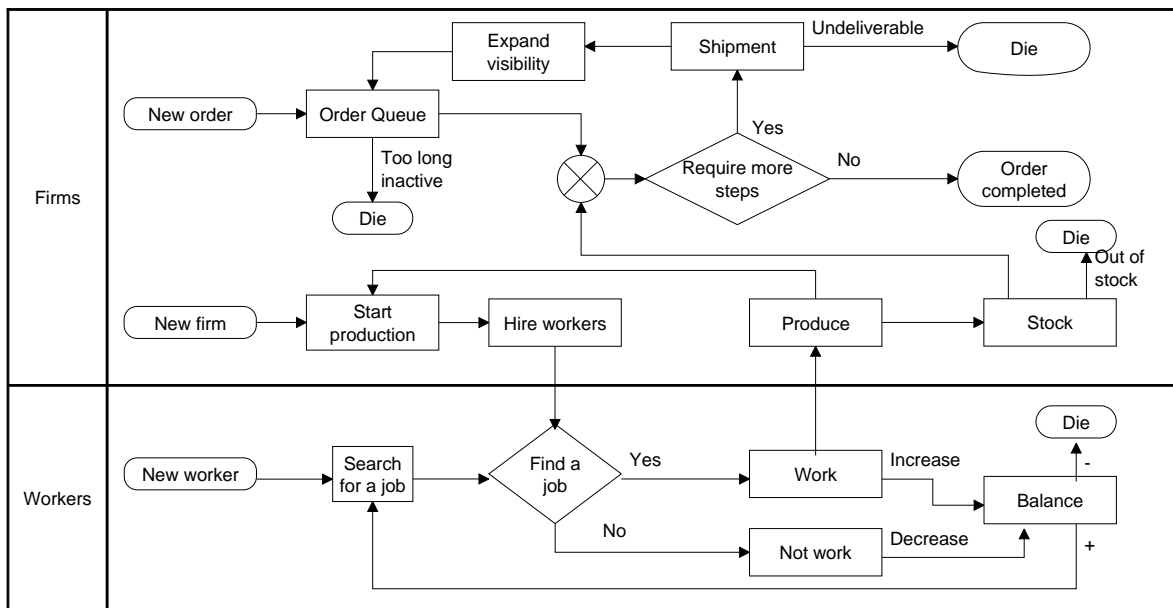 Firms
Expand
visibility
Shipment
Undeliverable
Die
New order
Order Queue
Yes
Too long
inactive
Require more
steps
No
Order
completed
Die
Die
Out of
stock
New firm
Start
production
Hire workers
Produce
Stock
Workers
Die
New worker
Search
for a job
Find a
job
Yes
Work
Increase
-
Balance
No
Not work
Decrease
+